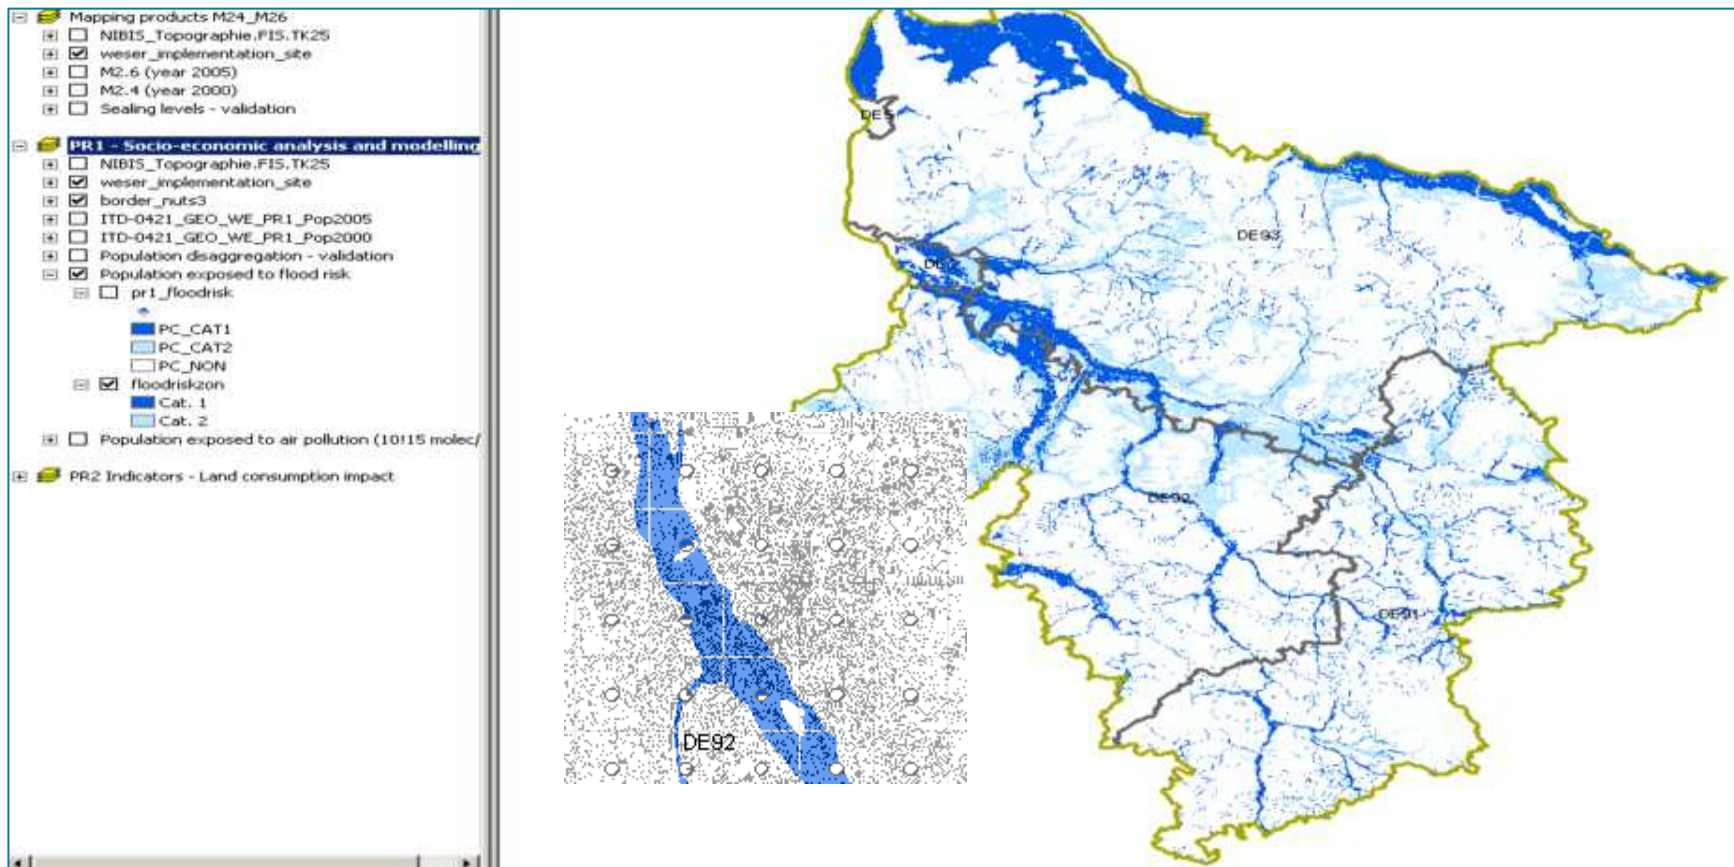 Mapping products M24_M26
NIBIS_Topographie.FIS.TK25
weser_implementation_site
M2.6 (year 2005)
M2.4 (year 2000)
Sealing levels - validation
PR1 - Socio-economic analysis and modelling
NIBIS_Topographie.FIS.TK25
weser_implementation_site
border_nuts3
ITD-0421_GEO_WE_PR1_Pop2005
ITD-0421_GEO_WE_PR1_Pop2000
Population disaggregation - validation
Population exposed to flood risk
pr1_floodrisk
PC_CAT1
PC_CAT2
PC_NON
floodriskzon
Cat. 1
Cat. 2
Population exposed to air pollution (10!15 molec/
PR2 Indicators - Land consumption impact
DE5
DE93
DE92
DE91
DE92